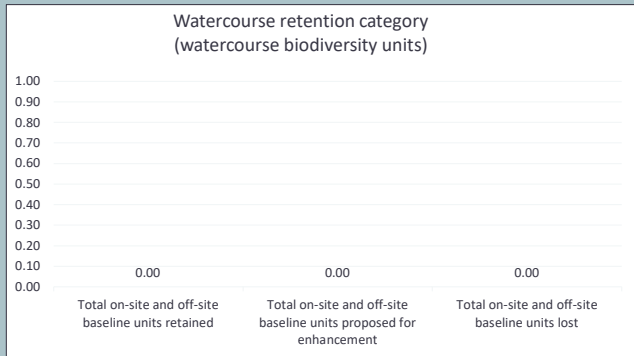 Watercourse retention category
(watercourse biodiversity units)
1.00
0.90
0.80
0.70
0.60
0.50
0.40
0.30
0.20
0.10
0.00
0.00 0.00 0.00
Total on-site and off-site
baseline units retained
Total on-site and off-site
baseline units proposed for
enhancement
Total on-site and off-site
baseline units lost